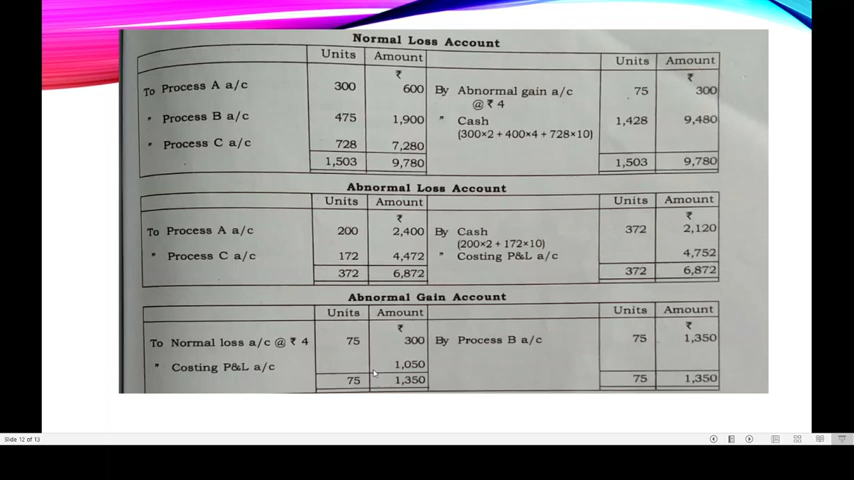 Normal Loss Account
Units Amount Units Amount
₹ ₹
To Process A a/c 300 600 By Abnormal gain a/c 75 300
@ ₹ 4
" Process B a/c 475 1,900 " Cash 1,428 9,480
(300×2 + 400×4 + 728×10)
" Process C a/c 728 7,280
1,503 9,780 1,503 9,780
Abnormal Loss Account
Units Amount Units Amount
₹ ₹
To Process A a/c 200 2,400 By Cash 372 2,120
(200×2 + 172×10)
" Process C a/c 172 4,472 " Costing P&L a/c 4,752
372 6,872 372 6,872
Abnormal Gain Account
Units Amount Units Amount
₹ ₹
To Normal loss a/c @ ₹ 4 75 300 By Process B a/c 75 1,350
" Costing P&L a/c 1,050
75 1,350 75 1,350
Slide 12 of 13